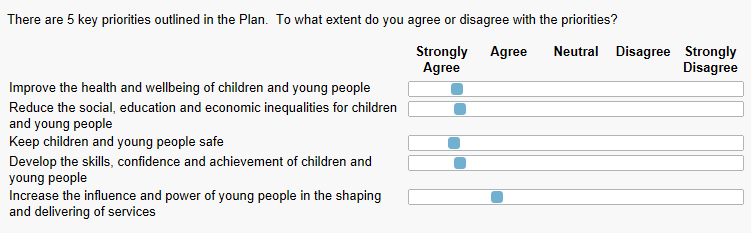 There are 5 key priorities outlined in the Plan.  To what extent do you agree or disagree with the priorities?
Strongly Agree Agree Neutral Disagree Strongly Disagree
Improve the health and wellbeing of children and young people
Reduce the social, education and economic inequalities for children
and young people
Keep children and young people safe
Develop the skills, confidence and achievement of children and
young people
Increase the influence and power of young people in the shaping
and delivering of services